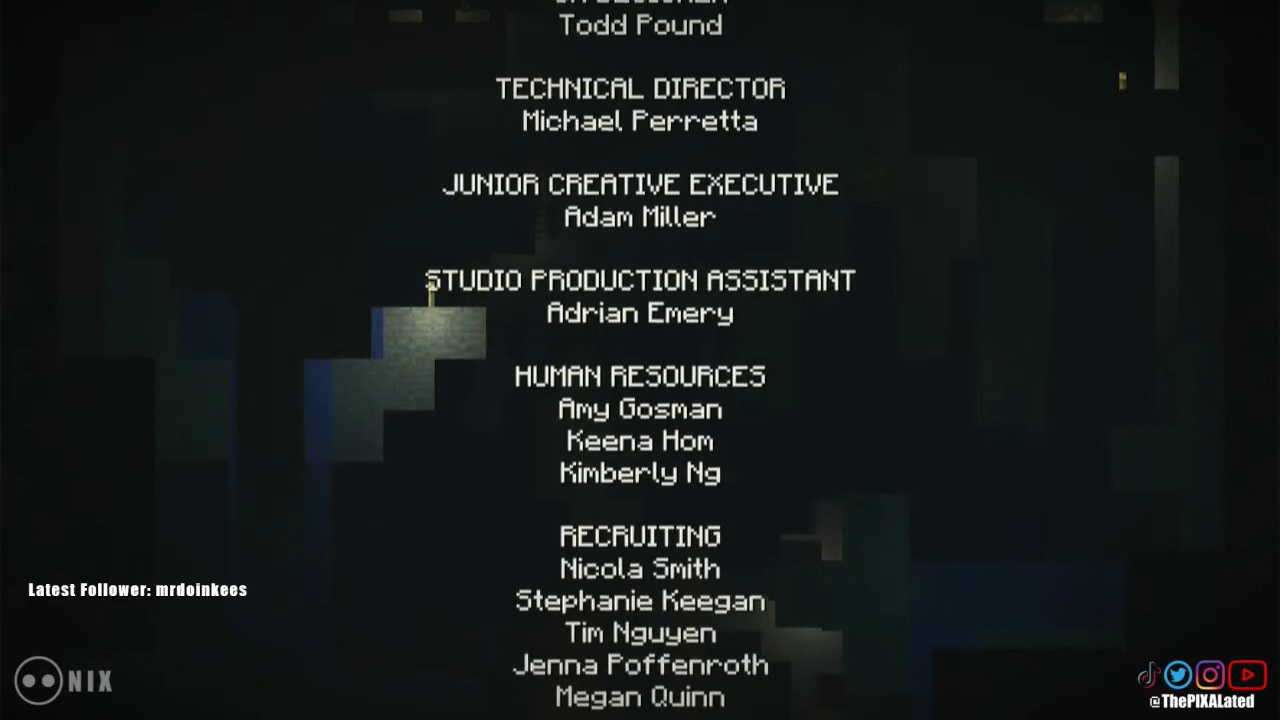 Todd Pound
TECHNICAL DIRECTOR
Michael Perretta
JUNIOR CREATIVE EXECUTIVE
Adam Miller
STUDIO PRODUCTION ASSISTANT
Adrian Emery
HUMAN RESOURCES
Amy Gosman
Keena Hom
Kimberly Ng
RECRUITING
Nicola Smith
Stephanie Keegan
Tim Nguyen
Jenna Poffenroth
Megan Quinn
Latest Follower: mrdoinkees
NIX
@ThePIXALated